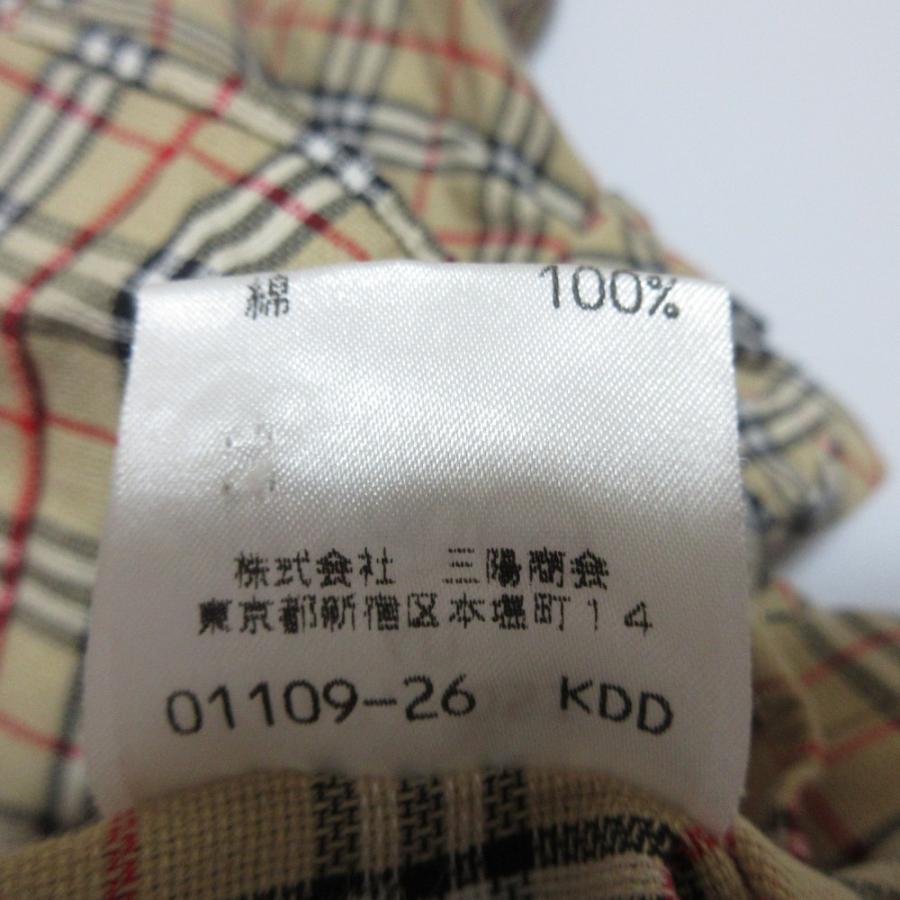 綿 100%
株式会社 三陽商会
東京都新宿区本塩町14
01109-26 KDD